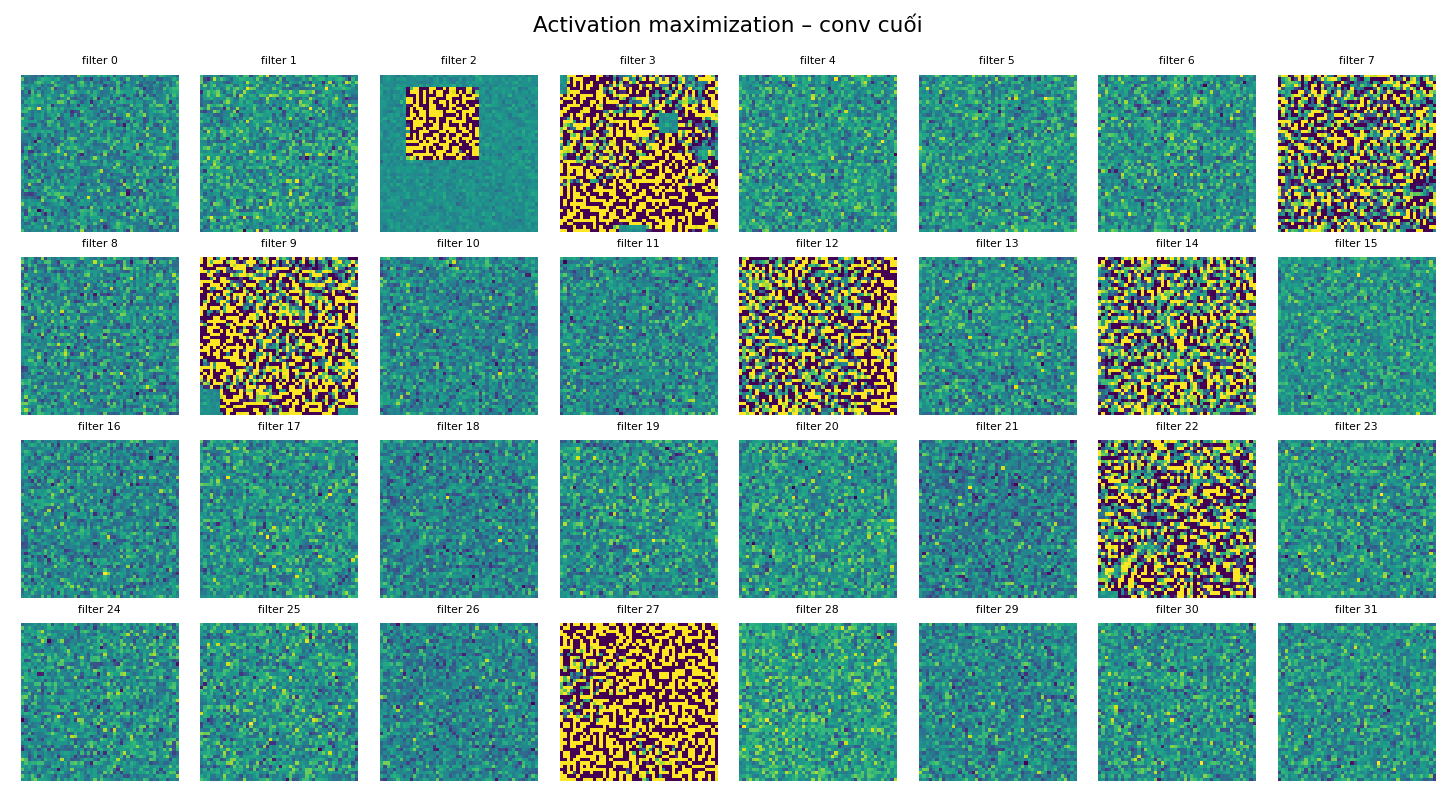 Activation maximization – conv cuối
filter 0 filter 1 filter 2 filter 3 filter 4 filter 5 filter 6 filter 7
filter 8 filter 9 filter 10 filter 11 filter 12 filter 13 filter 14 filter 15
filter 16 filter 17 filter 18 filter 19 filter 20 filter 21 filter 22 filter 23
filter 24 filter 25 filter 26 filter 27 filter 28 filter 29 filter 30 filter 31